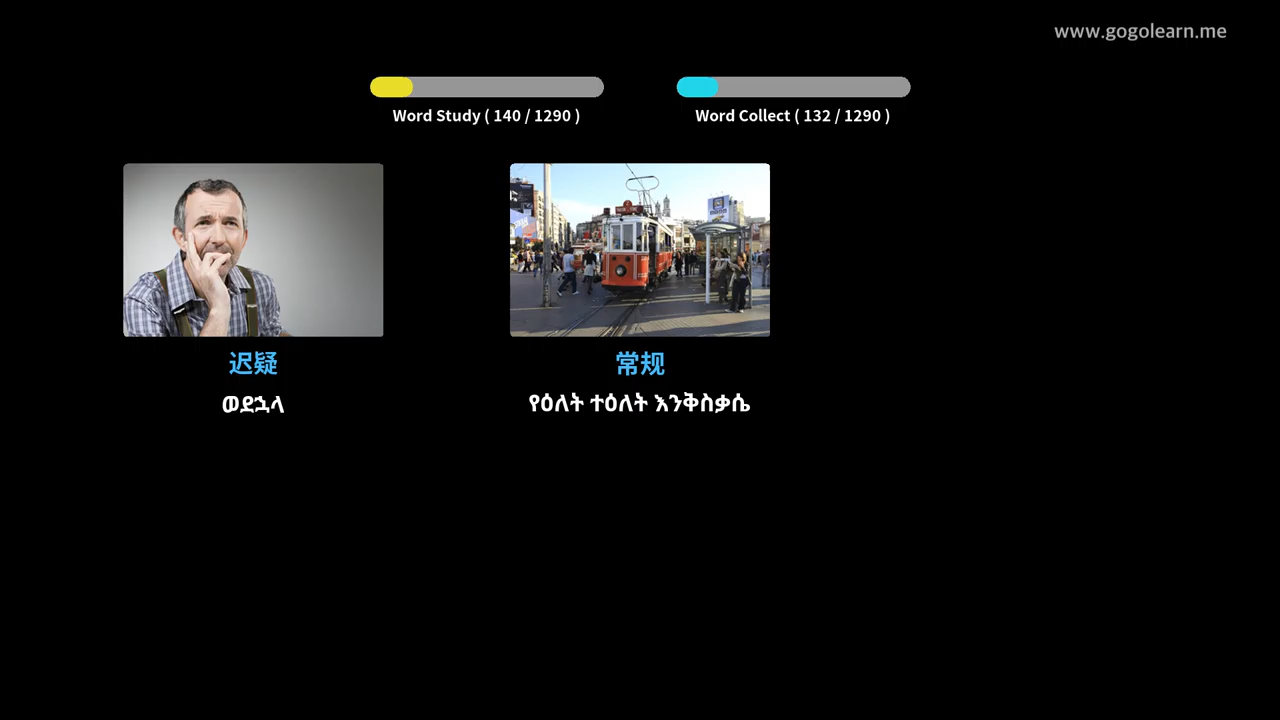 www.gogolearn.me
Word Study ( 140 / 1290 )
Word Collect ( 132 / 1290 )
迟疑
ወደኋላ
常规
የዕለት ተዕለት እንቅስቃሴ